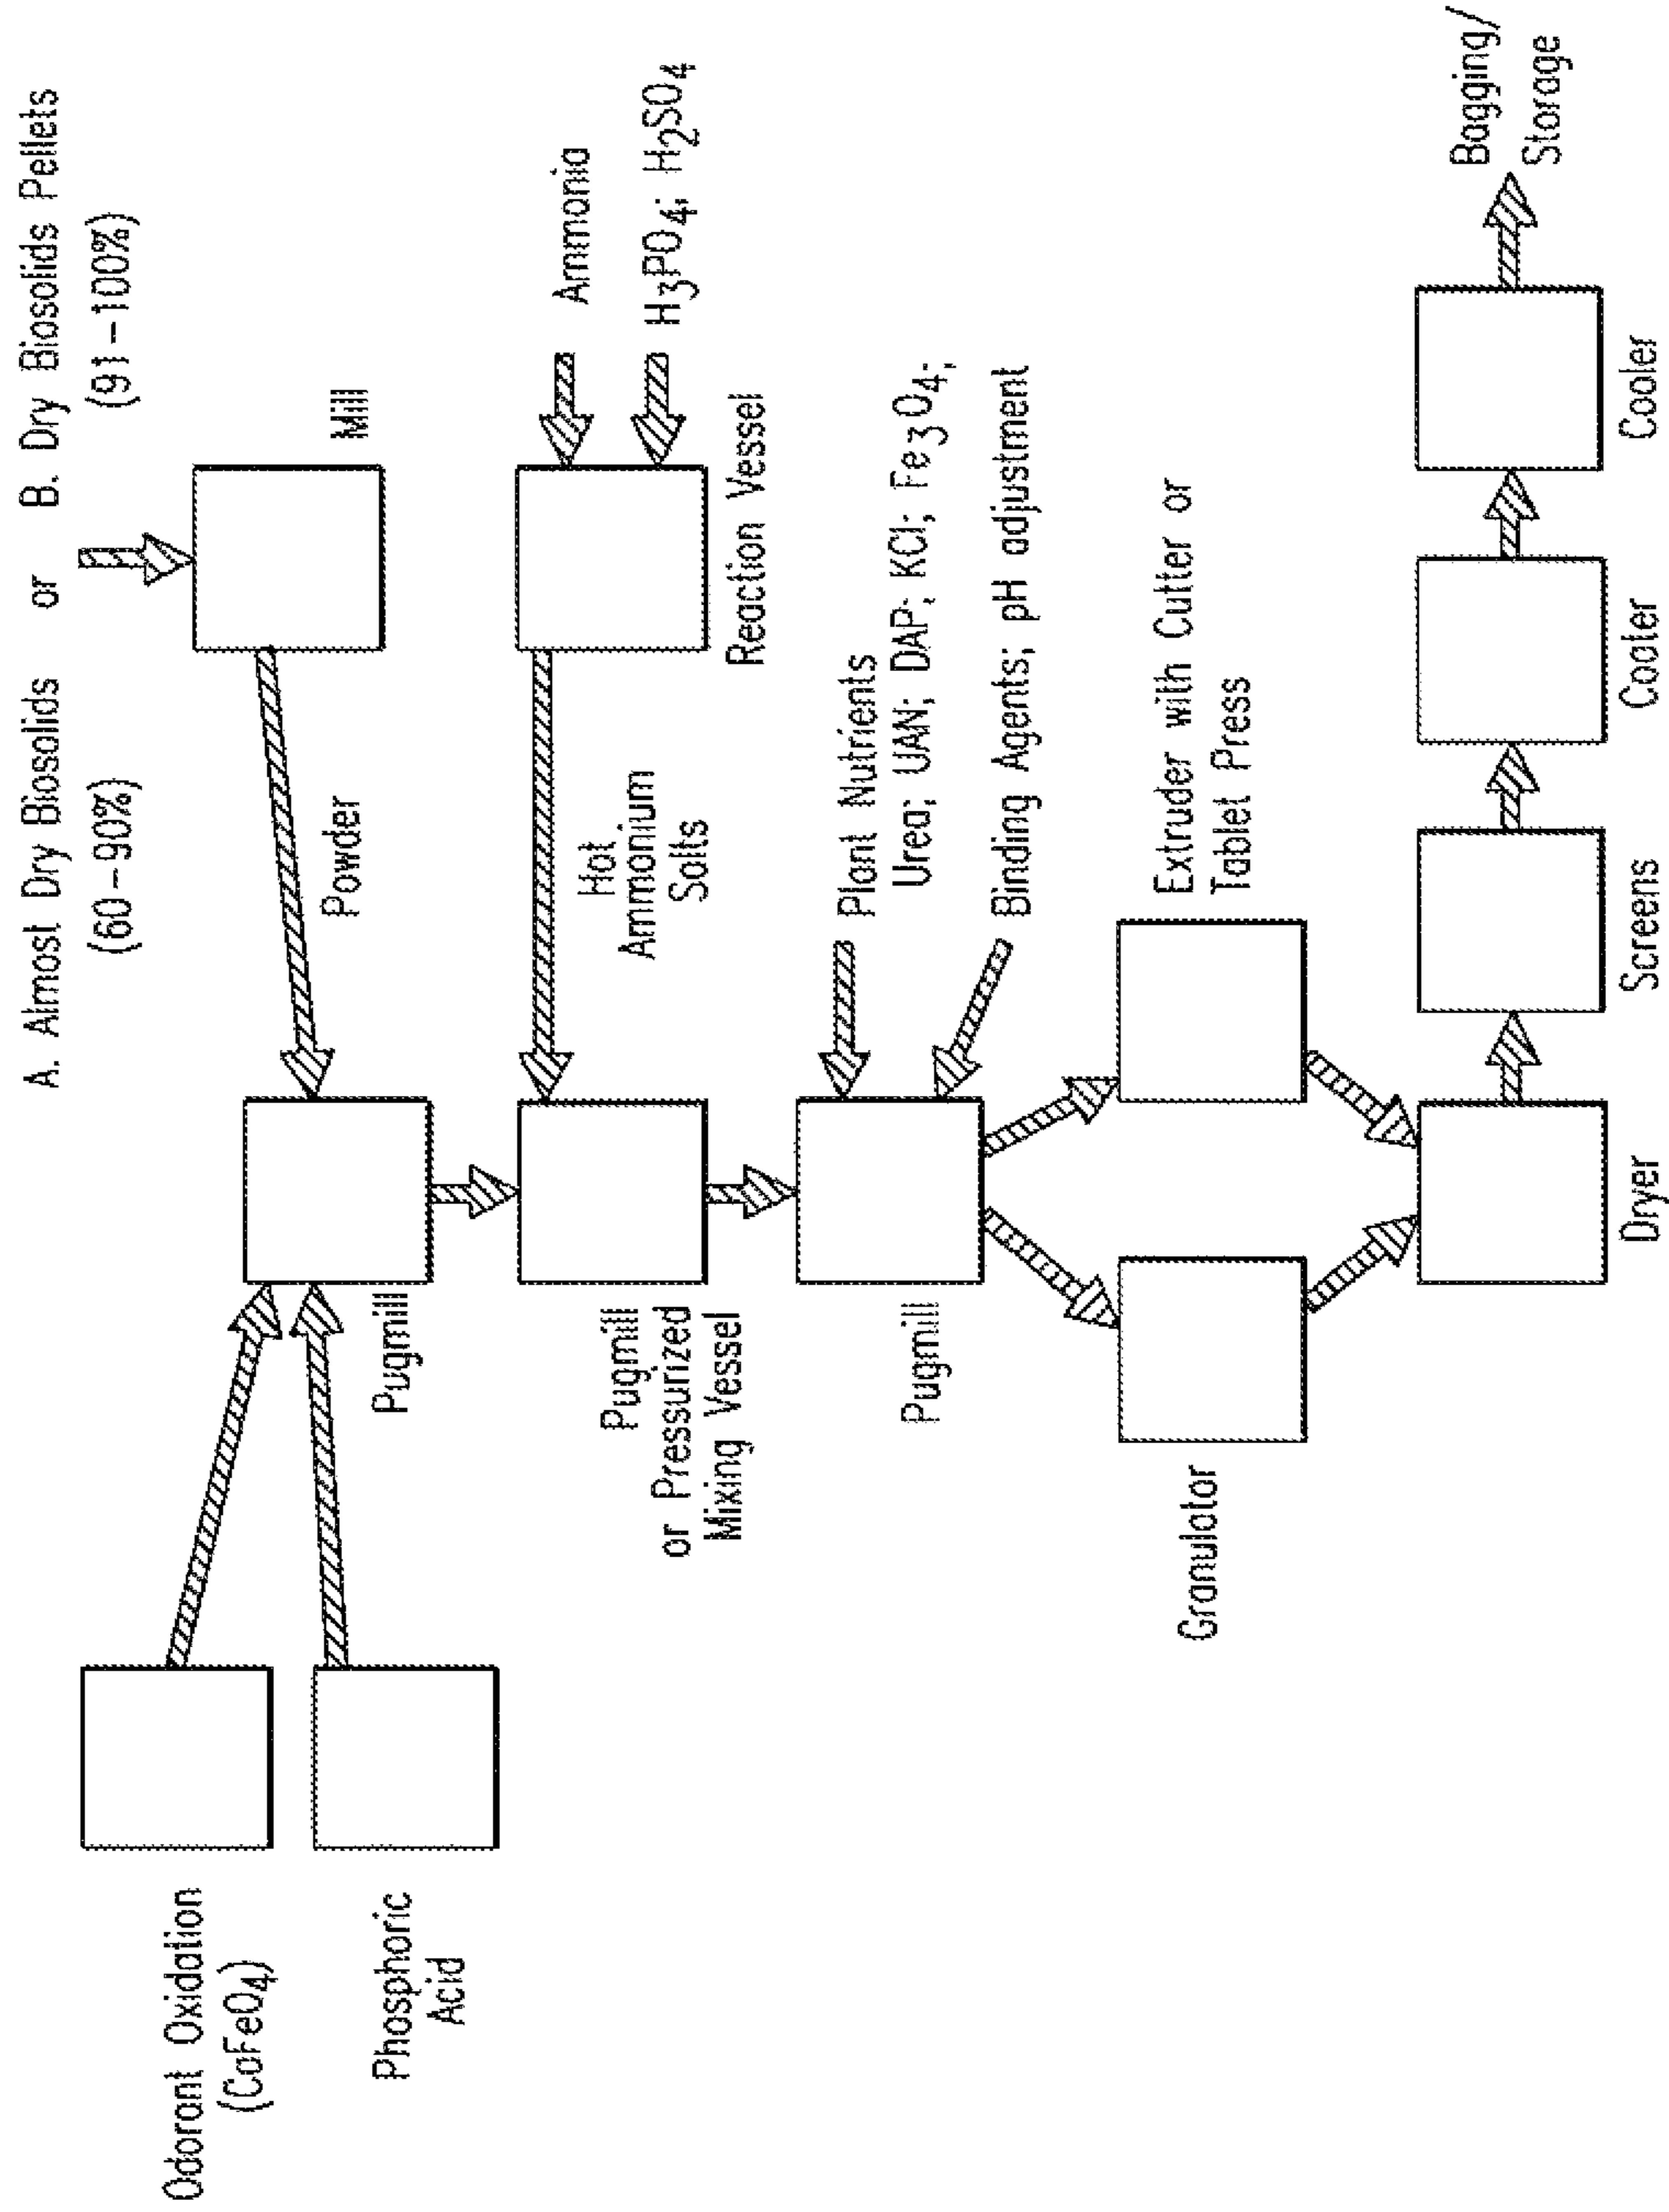 A. Almost Dry Biosolids or B. Dry Biosolids Pellets
(60-90%) (91-100%)
Mill
Powder
Odorant Oxidation
(CaFeO4)
Phosphoric
Acid
Pugmill
Ammonia
H3PO4; H2SO4
Reaction Vessel
Hot
Ammonium
Salts
Pugmill
or Pressurized
Mixing Vessel
Plant Nutrients
Urea; UAN; DAP; KCl; Fe3O4;
Binding Agents; pH adjustment
Pugmill
Extruder with Cutter or
Tablet Press
Granulator
Dryer
Screens
Coater
Cooler
Bagging/
Storage